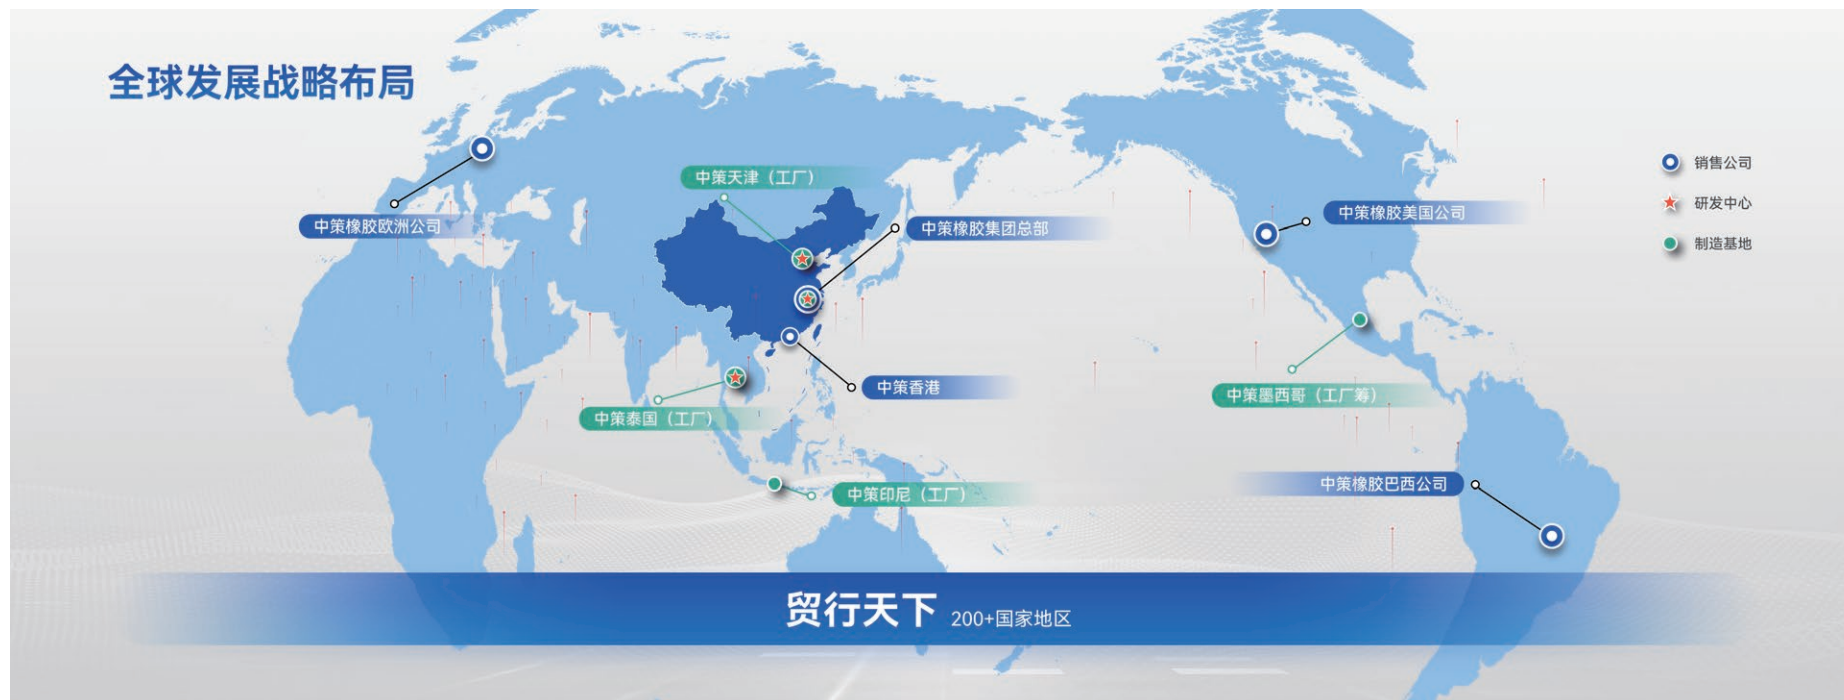 全球发展战略布局
销售公司
研发中心
制造基地
中策天津（工厂）
中策橡胶欧洲公司
中策橡胶集团总部
中策橡胶美国公司
中策香港
中策墨西哥（工厂筹）
中策泰国（工厂）
中策印尼（工厂）
中策橡胶巴西公司
贸行天下 200+国家地区